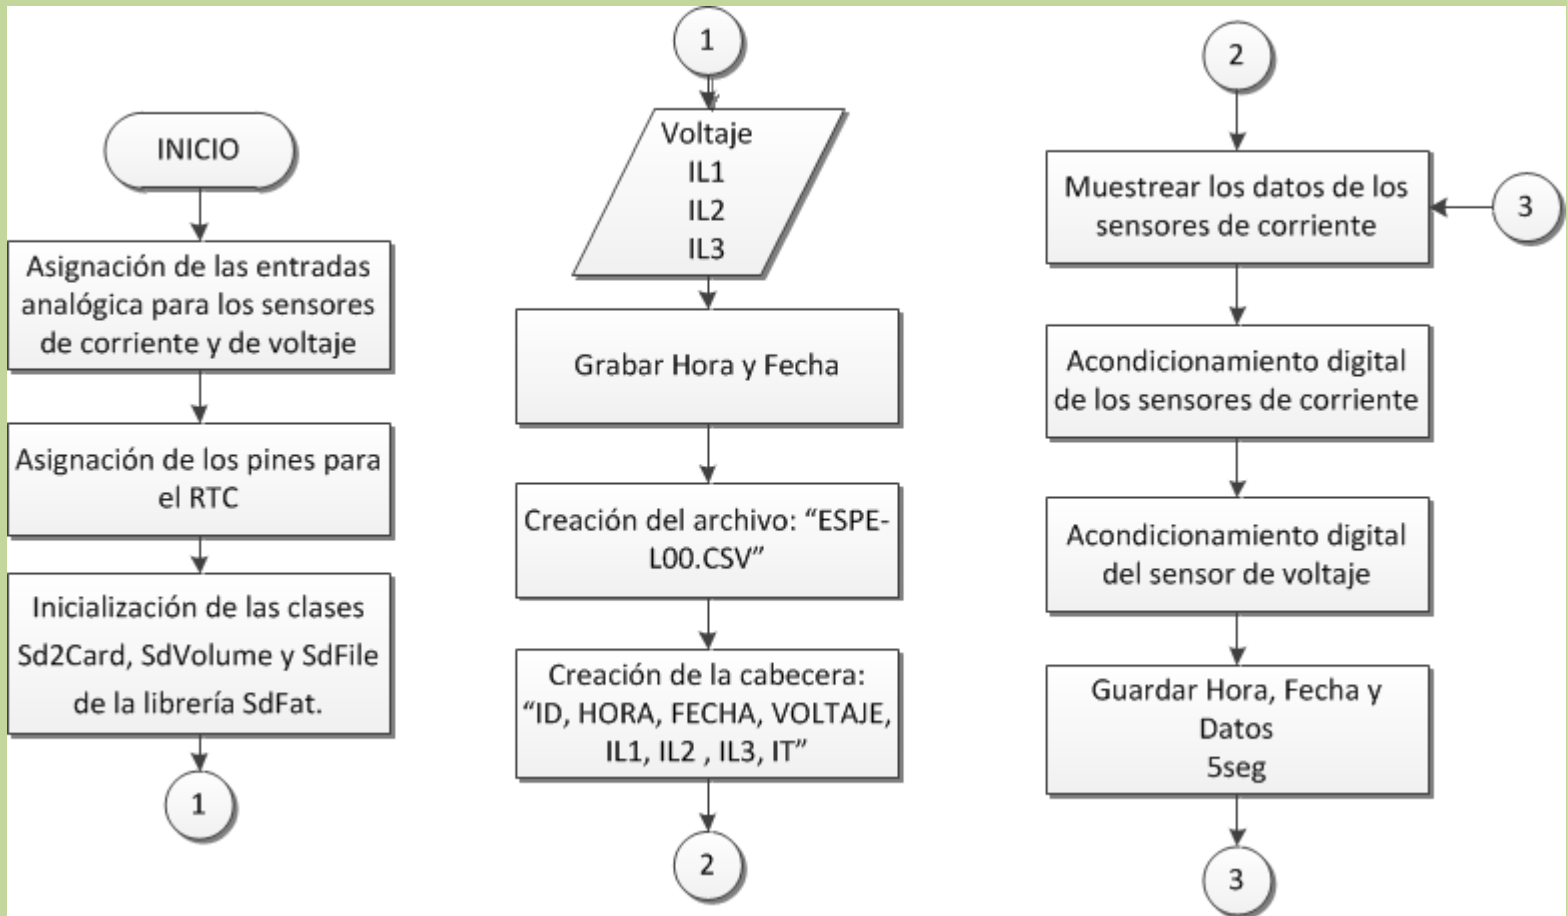 INICIO
Asignación de las entradas
analógica para los sensores
de corriente y de voltaje
Asignación de los pines para
el RTC
Inicialización de las clases
Sd2Card, SdVolume y SdFile
de la librería SdFat.
1
1
Voltaje
IL1
IL2
IL3
Grabar Hora y Fecha
Creación del archivo: “ESPE-
L00.CSV”
Creación de la cabecera:
“ID, HORA, FECHA, VOLTAJE,
IL1, IL2 , IL3, IT”
2
2
Muestrear los datos de los
sensores de corriente
3
Acondicionamiento digital
de los sensores de corriente
Acondicionamiento digital
del sensor de voltaje
Guardar Hora, Fecha y
Datos
5seg
3